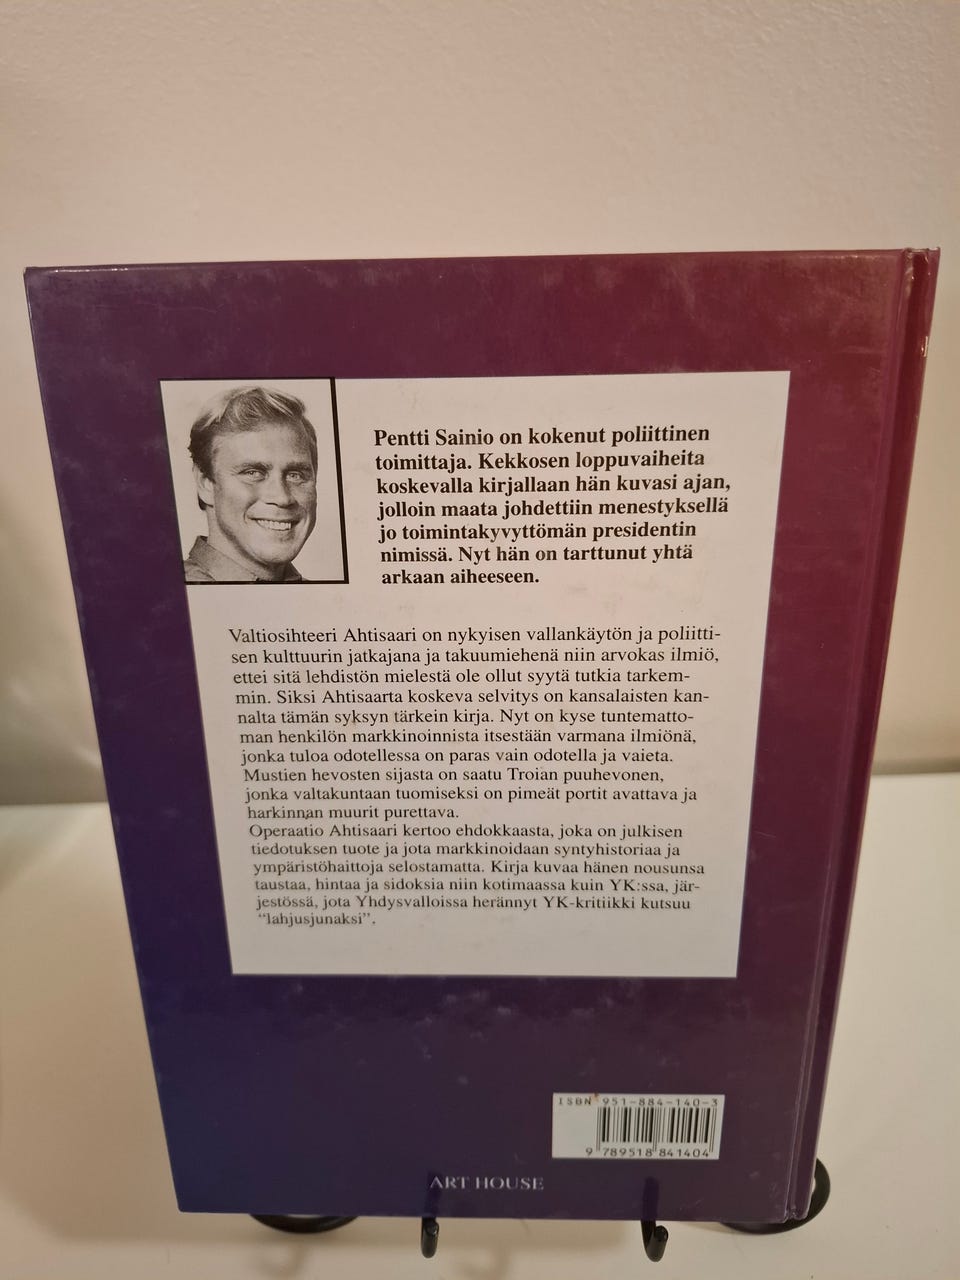 Pentti Sainio on kokenut poliittinen
toimittaja. Kekkosen loppuvaiheita
koskevalla kirjallaan hän kuvasi ajan,
jolloin maata johdettiin menestyksellä
jo toimintakyvyttömän presidentin
nimissä. Nyt hän on tarttunut yhtä
arkaan aiheeseen.
Valtiosihteeri Ahtisaari on nykyisen vallankäytön ja poliitti-
sen kulttuurin jatkajana ja takuumiehenä niin arvokas ilmiö,
ettei sitä lehdistön mielestä ole ollut syytä tutkia tarkem-
min. Siksi Ahtisaarta koskeva selvitys on kansalaisten kan-
nalta tämän syksyn tärkein kirja. Nyt on kyse tuntematto-
man henkilön markkinoinnista itsestään varmana ilmiönä,
jonka tuloa odotellessa on paras vain odotella ja vaieta.
Mustien hevosten sijasta on saatu Troian puuhevonen,
jonka valtakuntaan tuomiseksi on pimeät portit avattava ja
harkinnan muurit purettava.
Operaatio Ahtisaari kertoo ehdokkaasta, joka on julkisen
tiedotuksen tuote ja jota markkinoidaan syntyhistoriaa ja
ympäristöhaittoja selostamatta. Kirja kuvaa hänen nousunsa
taustaa, hintaa ja sidoksia niin kotimaassa kuin YK:ssa, jär-
jestössä, jota Yhdysvalloissa herännyt YK-kritiikki kutsuu
“lahjusjunaksi”.
ISBN 951-884-140-3
9 789518 841404
ART HOUSE